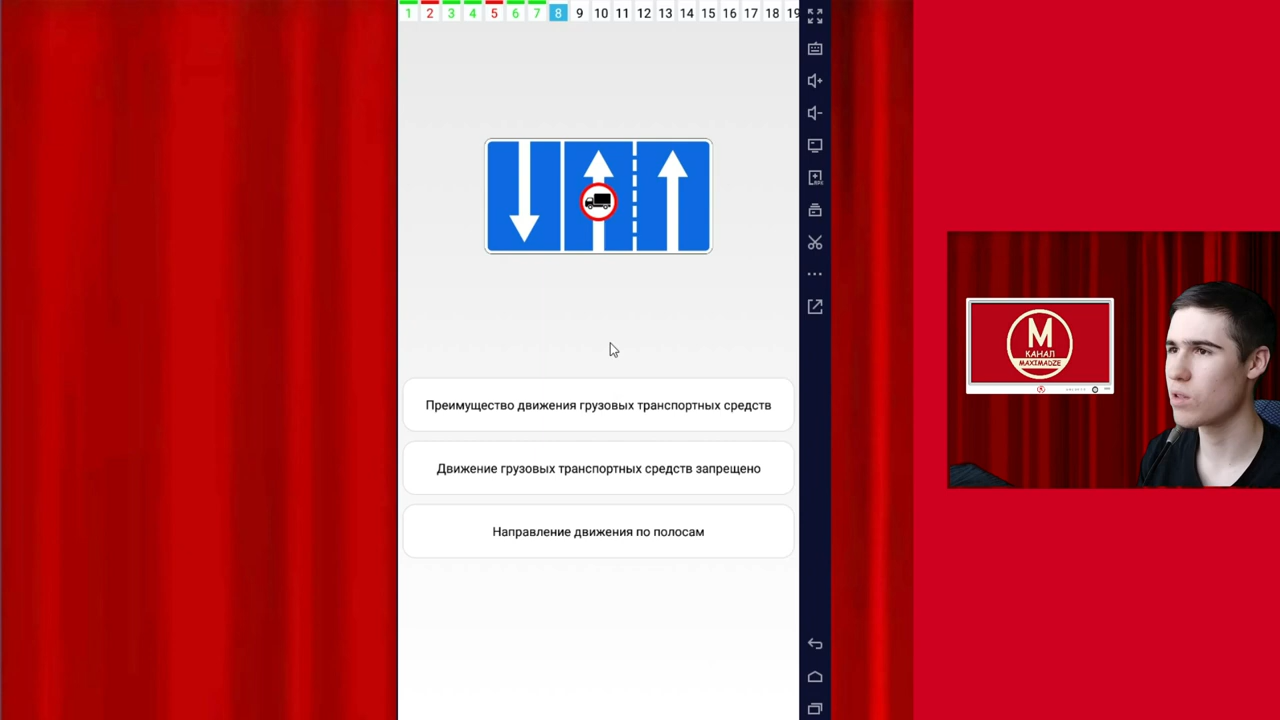 1 2 3 4 5 6 7 8 9 10 11 12 13 14 15 16 17 18 19
Преимущество движения грузовых транспортных средств
Движение грузовых транспортных средств запрещено
Направление движения по полосам
М
КАНАЛ
MAXIMADZE